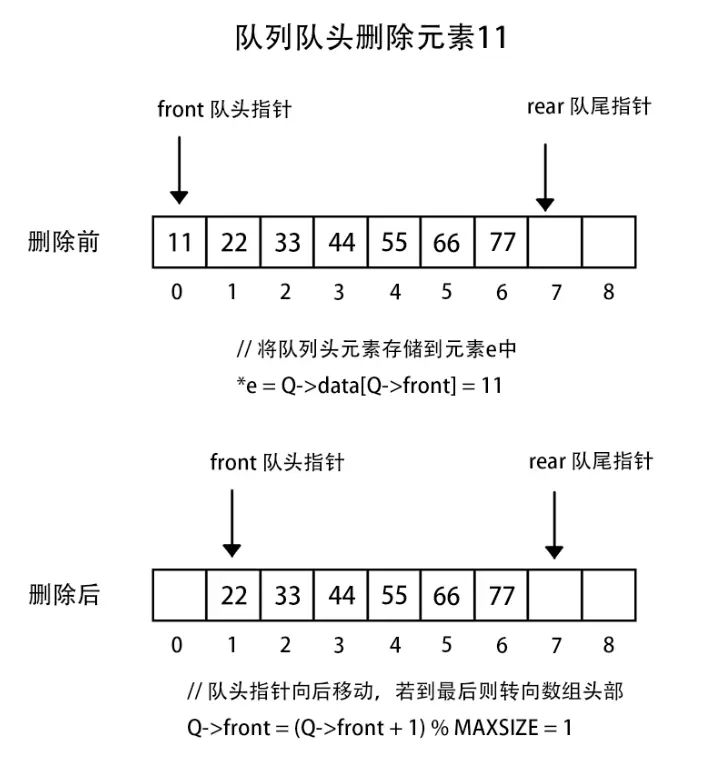 队列队头删除元素11
front 队头指针 rear 队尾指针
删除前 11 22 33 44 55 66 77
0 1 2 3 4 5 6 7 8
// 将队列头元素存储到元素e中
*e = Q->data[Q->front] = 11
front 队头指针 rear 队尾指针
删除后 22 33 44 55 66 77
0 1 2 3 4 5 6 7 8
// 队头指针向后移动，若到最后则转向数组头部
Q->front = (Q->front + 1) % MAXSIZE = 1